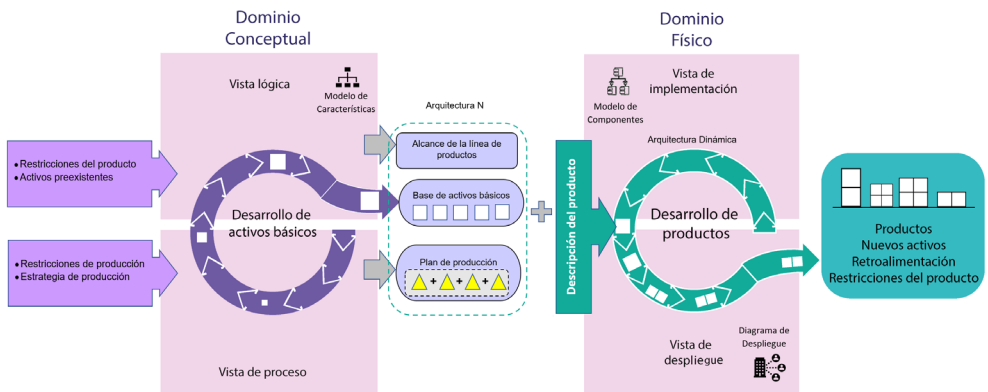 Dominio
Conceptual
Dominio
Físico
Vista lógica
Modelo de
Características
Arquitectura N
Vista de
implementación
Modelo de
Componentes
Arquitectura Dinámica
• Restricciones del producto
• Activos preexistentes
Alcance de la línea de
productos
Base de activos básicos
Desarrollo de
activos básicos
Descripción del producto
Desarrollo de
productos
Productos
Nuevos activos
Retroalimentación
Restricciones del producto
• Restricciones de producción
• Estrategia de producción
Plan de producción
+ + +
+
Vista de proceso
Vista de
despliegue
Diagrama de
Despliegue